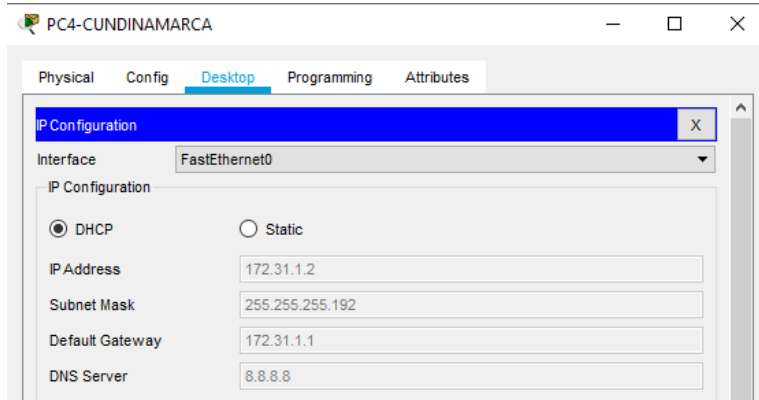 PC4-CUNDINAMARCA
Physical Config Desktop Programming Attributes
IP Configuration X
Interface FastEthernet0
IP Configuration
DHCP Static
IP Address 172.31.1.2
Subnet Mask 255.255.255.192
Default Gateway 172.31.1.1
DNS Server 8.8.8.8